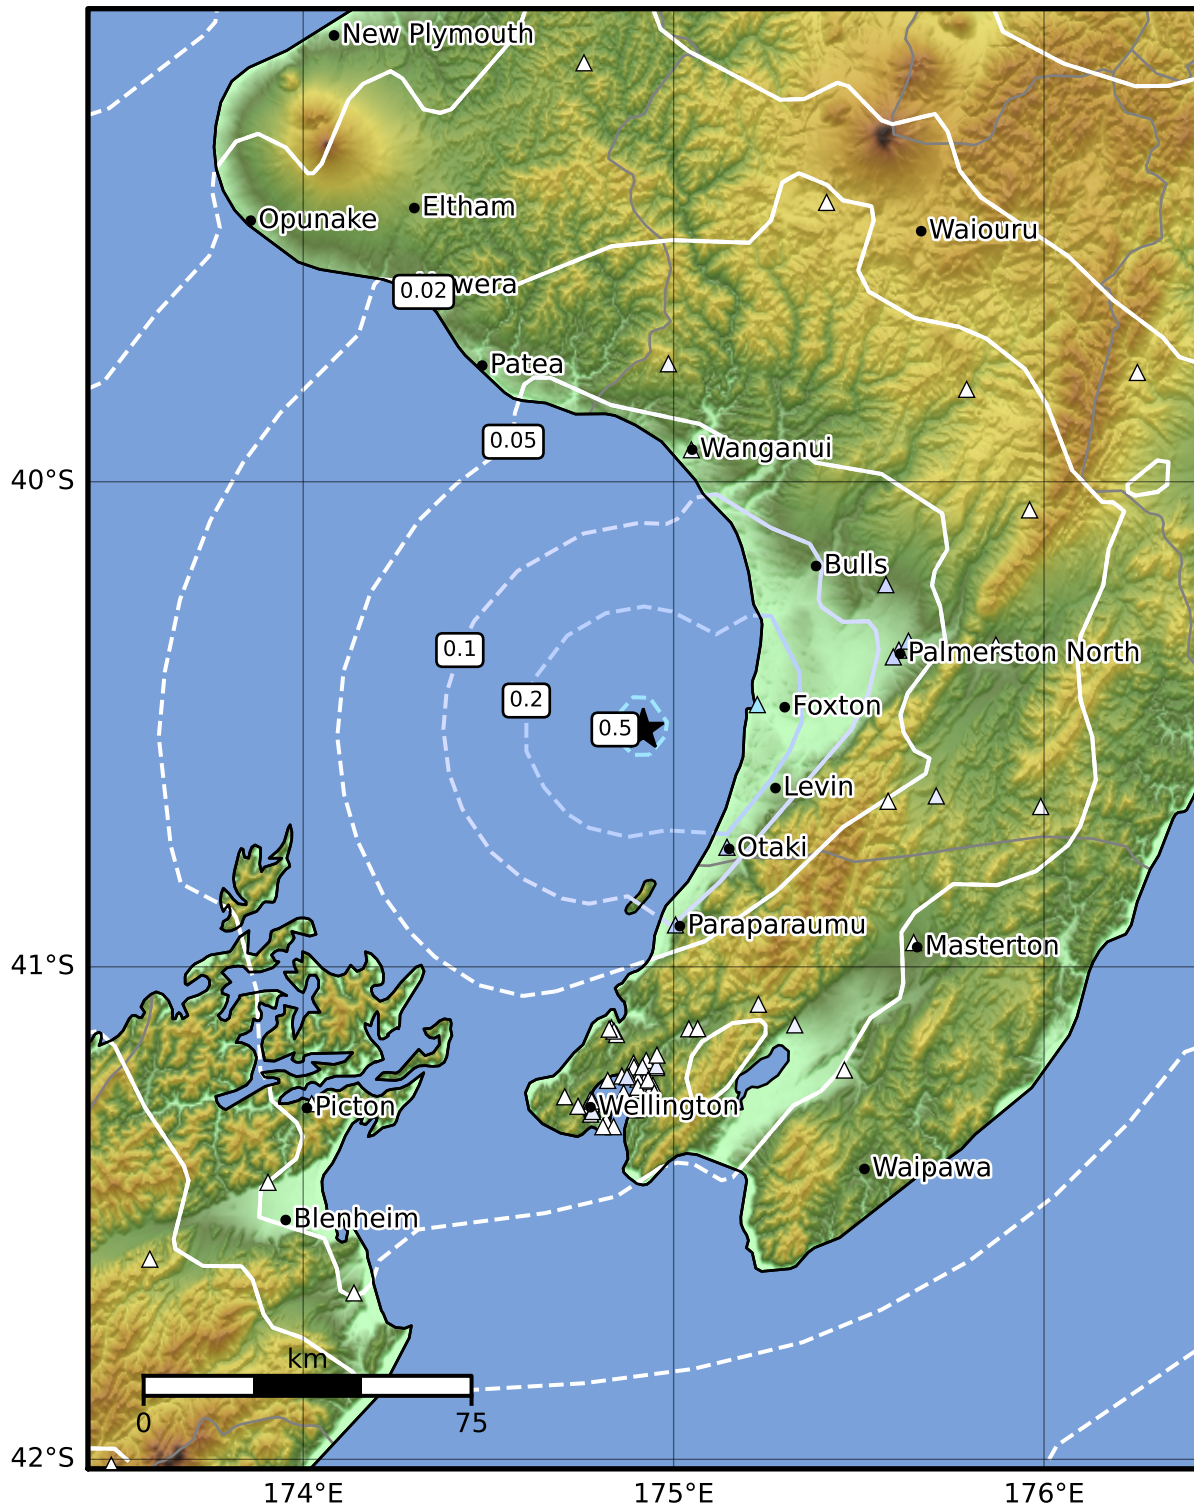 New Plymouth
Eltham
Opunake
Waiouru
wera
0.02
Patea
0.05
Wanganui
40°S
Bulls
0.1
Palmerston North
0.2
Foxton
0.5
Levin
Otaki
Paraparaumu
Masterton
41°S
Wellington
Picton
Waipawa
Blenheim
km
0 75
42°S
174°E 175°E 176°E